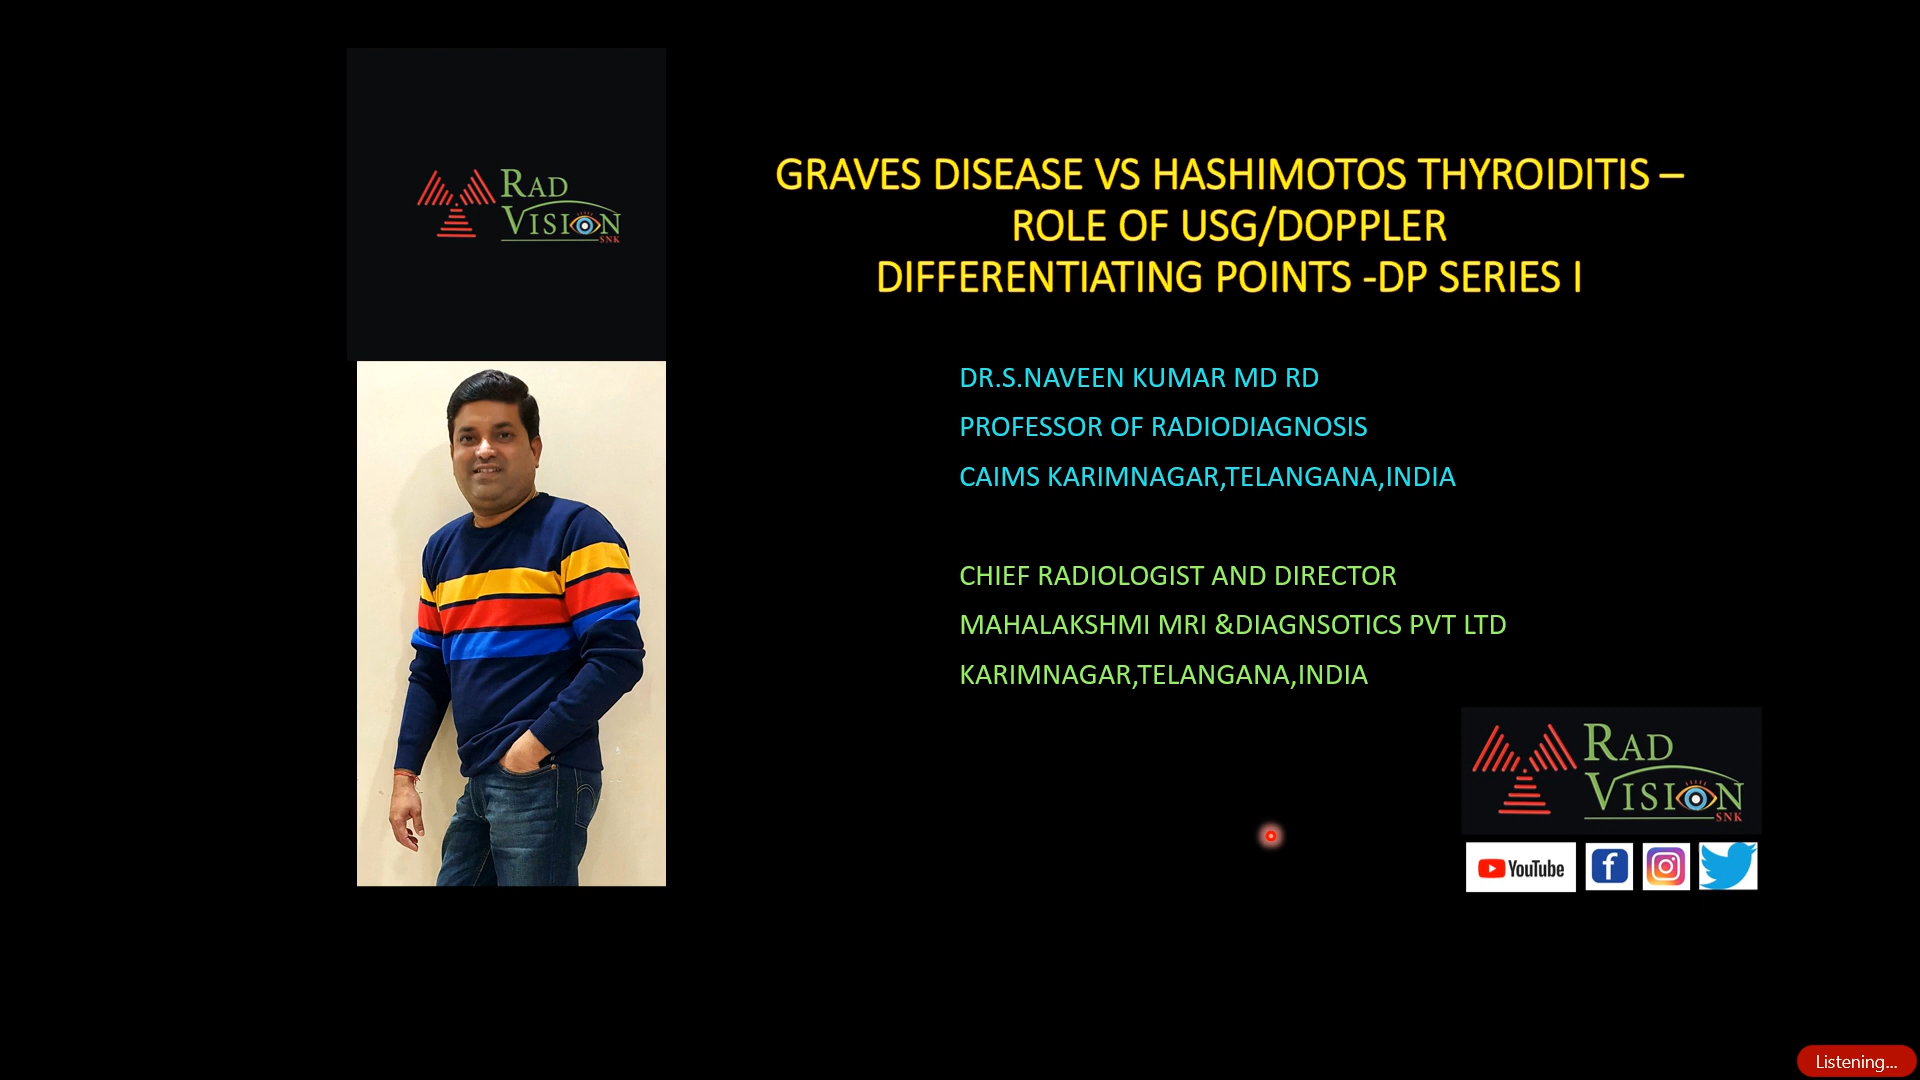 RAD
VISION
SNK
GRAVES DISEASE VS HASHIMOTOS THYROIDITIS –
ROLE OF USG/DOPPLER
DIFFERENTIATING POINTS -DP SERIES I
DR.S.NAVEEN KUMAR MD RD
PROFESSOR OF RADIODIAGNOSIS
CAIMS KARIMNAGAR,TELANGANA,INDIA
CHIEF RADIOLOGIST AND DIRECTOR
MAHALAKSHMI MRI &DIAGNSOTICS PVT LTD
KARIMNAGAR,TELANGANA,INDIA
RAD
VISION
SNK
YouTube
Listening...